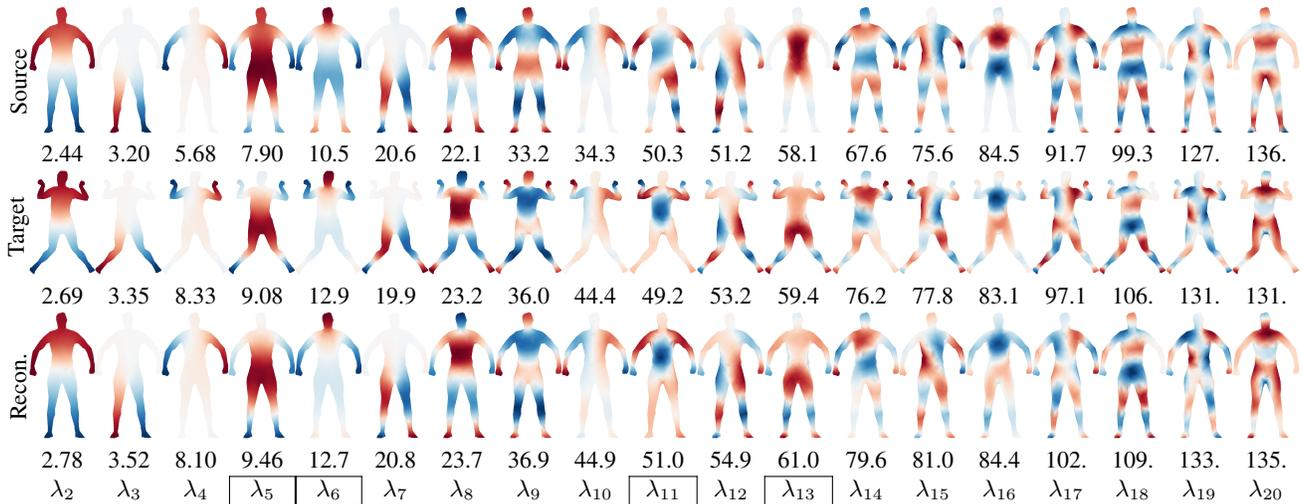 Source
2.44 3.20 5.68 7.90 10.5 20.6 22.1 33.2 34.3 50.3 51.2 58.1 67.6 75.6 84.5 91.7 99.3 127. 136.
Target
2.69 3.35 8.33 9.08 12.9 19.9 23.2 36.0 44.4 49.2 53.2 59.4 76.2 77.8 83.1 97.1 106. 131. 131.
Recon.
2.78 3.52 8.10 9.46 12.7 20.8 23.7 36.9 44.9 51.0 54.9 61.0 79.6 81.0 84.4 102. 109. 133. 135.
λ₂ λ₃ λ₄ λ₅ λ₆ λ₇ λ₈ λ₉ λ₁₀ λ₁₁ λ₁₂ λ₁₃ λ₁₄ λ₁₅ λ₁₆ λ₁₇ λ₁₈ λ₁₉ λ₂₀